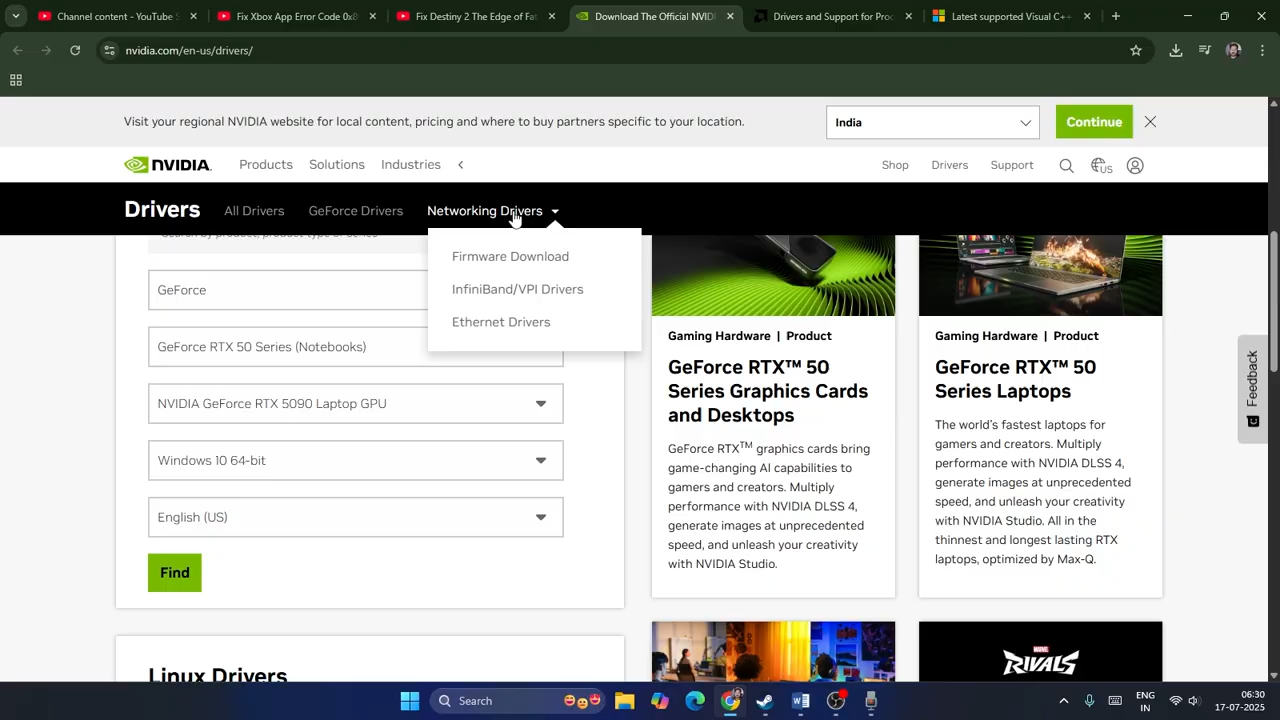 Channel content - YouTube S
Fix Xbox App Error Code 0x8
Fix Destiny 2 The Edge of Fat
Download The Official NVIDI
Drivers and Support for Proc
Latest supported Visual C++
nvidia.com/en-us/drivers/
Visit your regional NVIDIA website for local content, pricing and where to buy partners specific to your location.
India
Continue
NVIDIA.
Products
Solutions
Industries
Shop
Drivers
Support
US
Drivers
All Drivers
GeForce Drivers
Networking Drivers
Search by product, product type or series
Firmware Download
InfiniBand/VPI Drivers
Ethernet Drivers
GeForce
GeForce RTX 50 Series (Notebooks)
NVIDIA GeForce RTX 5090 Laptop GPU
Windows 10 64-bit
English (US)
Find
Linux Drivers
Gaming Hardware | Product
GeForce RTX™ 50
Series Graphics Cards
and Desktops
GeForce RTX™ graphics cards bring
game-changing AI capabilities to
gamers and creators. Multiply
performance with NVIDIA DLSS 4,
generate images at unprecedented
speed, and unleash your creativity
with NVIDIA Studio.
Gaming Hardware | Product
GeForce RTX™ 50
Series Laptops
The world's fastest laptops for
gamers and creators. Multiply
performance with NVIDIA DLSS 4,
generate images at unprecedented
speed, and unleash your creativity
with NVIDIA Studio. All in the
thinnest and longest lasting RTX
laptops, optimized by Max-Q.
MARVEL
RIVALS
Feedback
Search
ENG
IN
06:30
17-07-2025